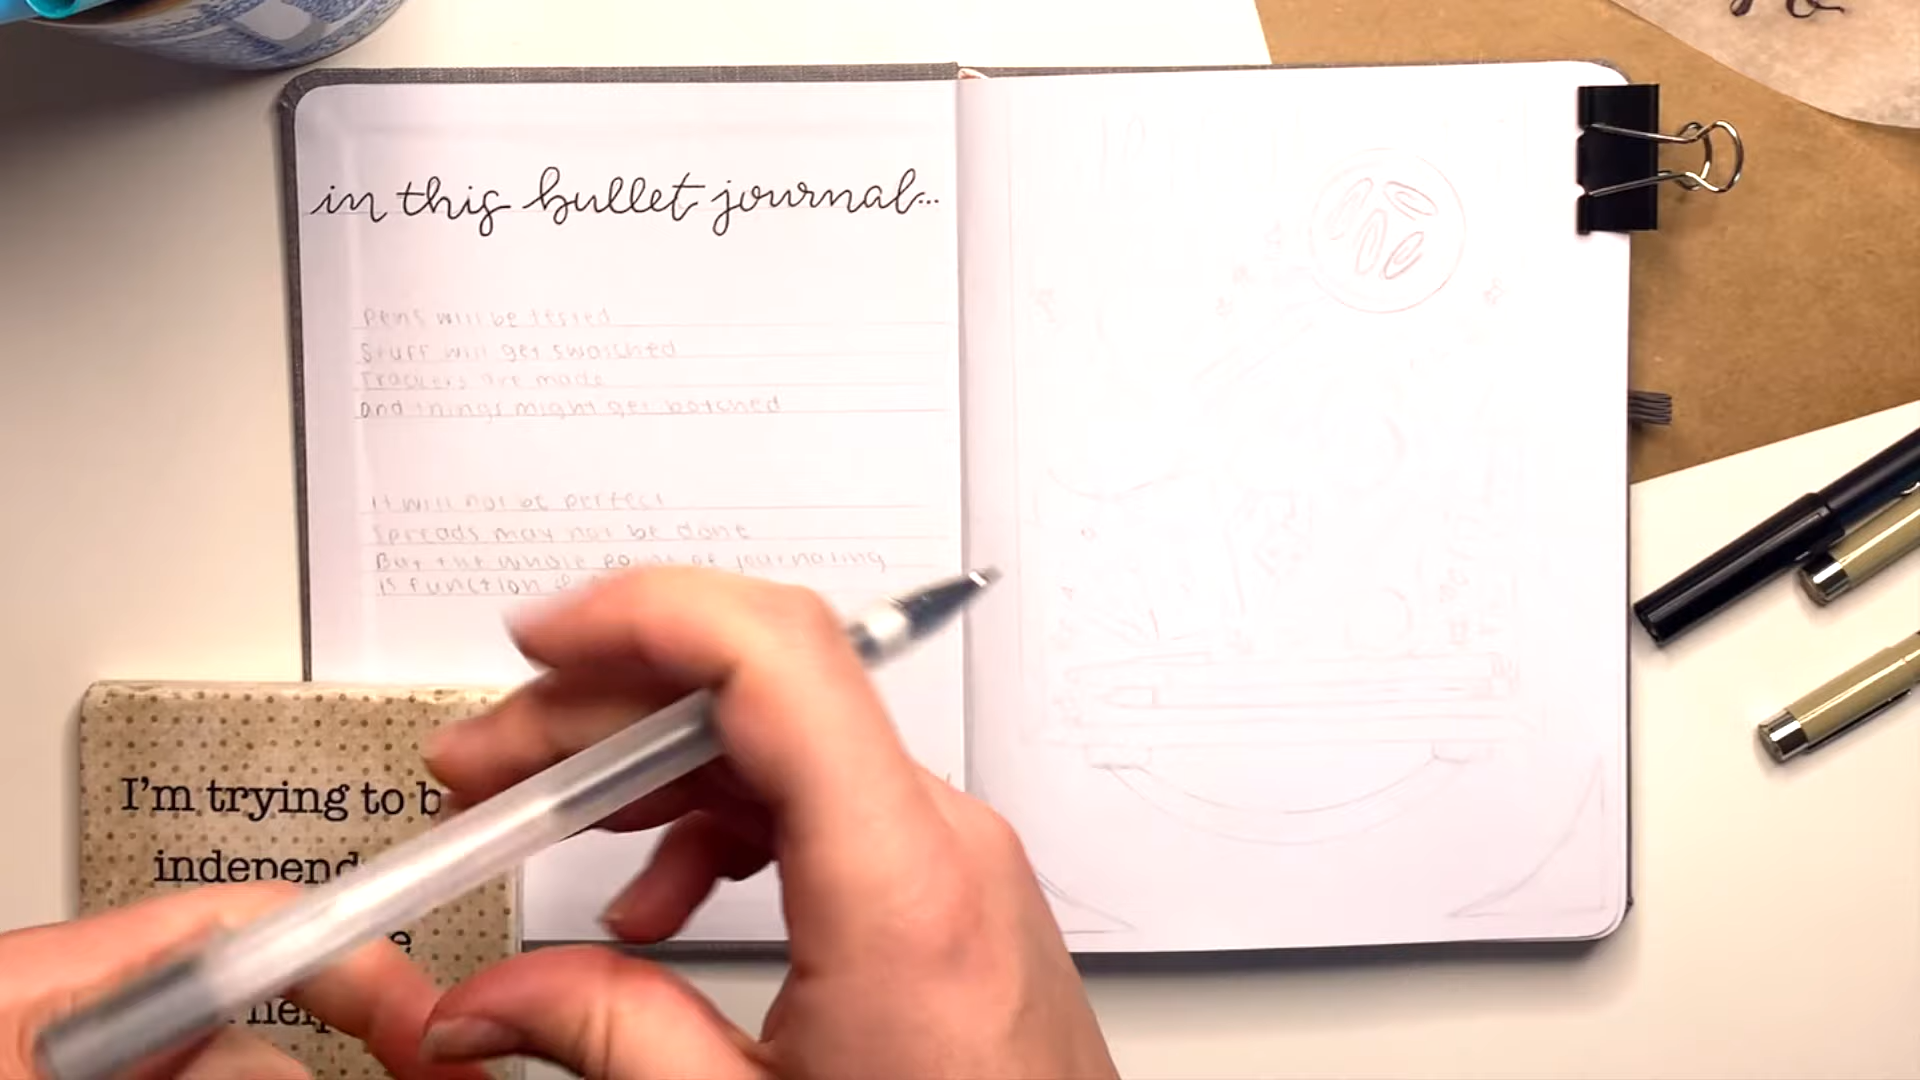 in this bullet journal...
Pens will be tested
Stuff will get swatched
Trackers are made
and things might get botched
it will not be perfect
Spreads may not be done
But the whole point of journaling
is function
I'm trying to b
independ
e
help